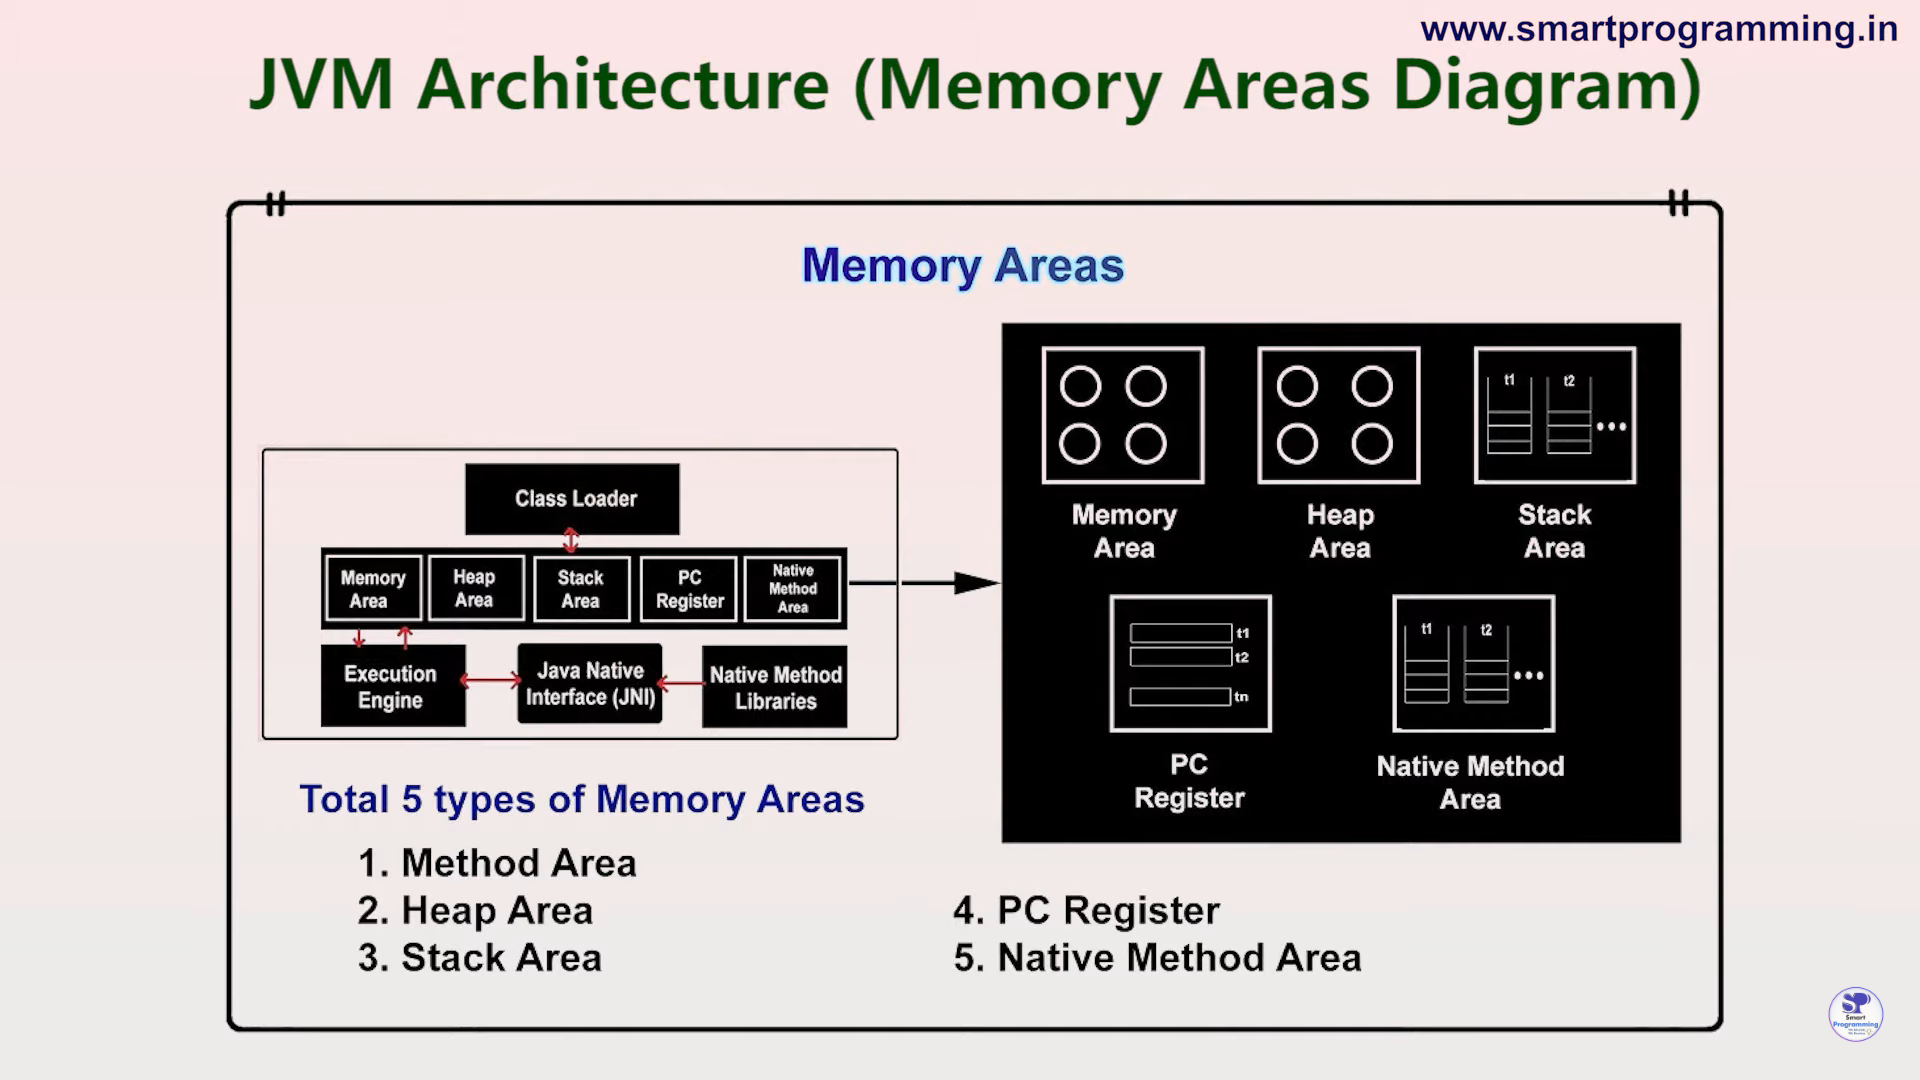 www.smartprogramming.in
JVM Architecture (Memory Areas Diagram)
Memory Areas
Class Loader
Memory
Area
Heap
Area
Stack
Area
PC
Register
Native
Method
Area
Execution
Engine
Java Native
Interface (JNI)
Native Method
Libraries
t1
t2
Memory
Area
Heap
Area
Stack
Area
t1
t2
tn
t1
t2
PC
Register
Native Method
Area
Total 5 types of Memory Areas
1. Method Area
2. Heap Area
3. Stack Area
4. PC Register
5. Native Method Area
SP
Smart
Programming